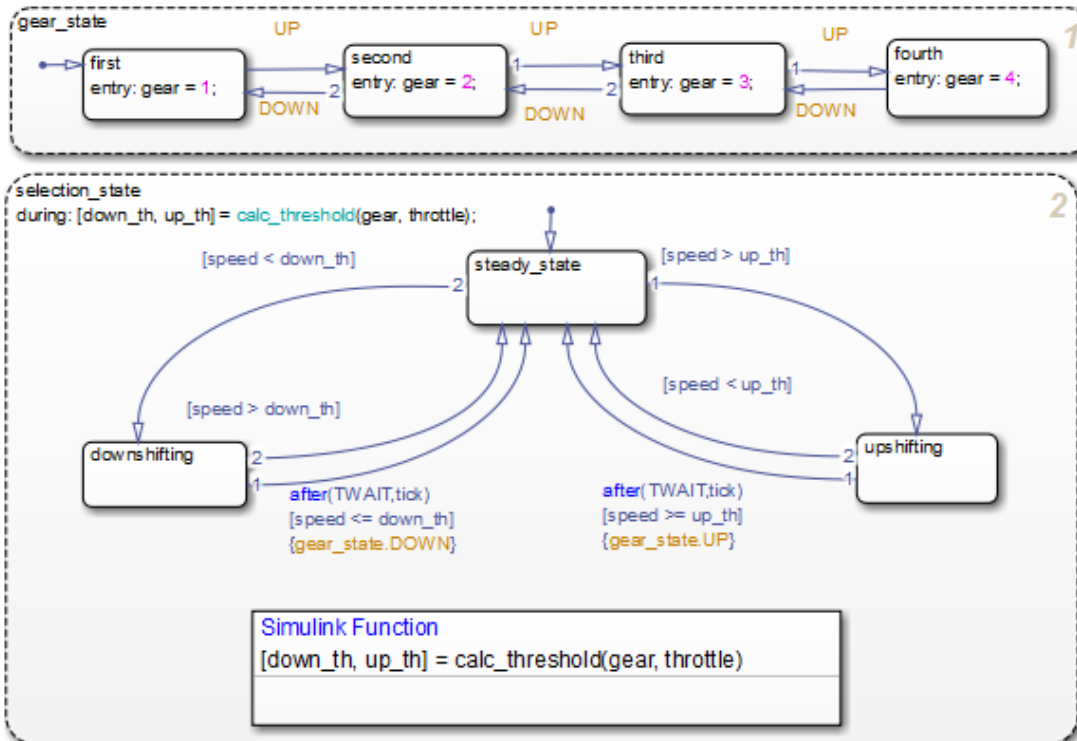 gear_state
1
UP
UP
UP
first
entry: gear = 1;
second
entry: gear = 2;
third
entry: gear = 3;
fourth
entry: gear = 4;
1
2
1
2
1
DOWN
DOWN
DOWN
2
selection_state
2
during: [down_th, up_th] = calc_threshold(gear, throttle);
[speed < down_th]
steady_state
[speed > up_th]
2
1
[speed > down_th]
[speed < up_th]
downshifting
2
1
upshifting
2
1
after(TWAIT,tick)
[speed <= down_th]
{gear_state.DOWN}
after(TWAIT,tick)
[speed >= up_th]
{gear_state.UP}
Simulink Function
[down_th, up_th] = calc_threshold(gear, throttle)